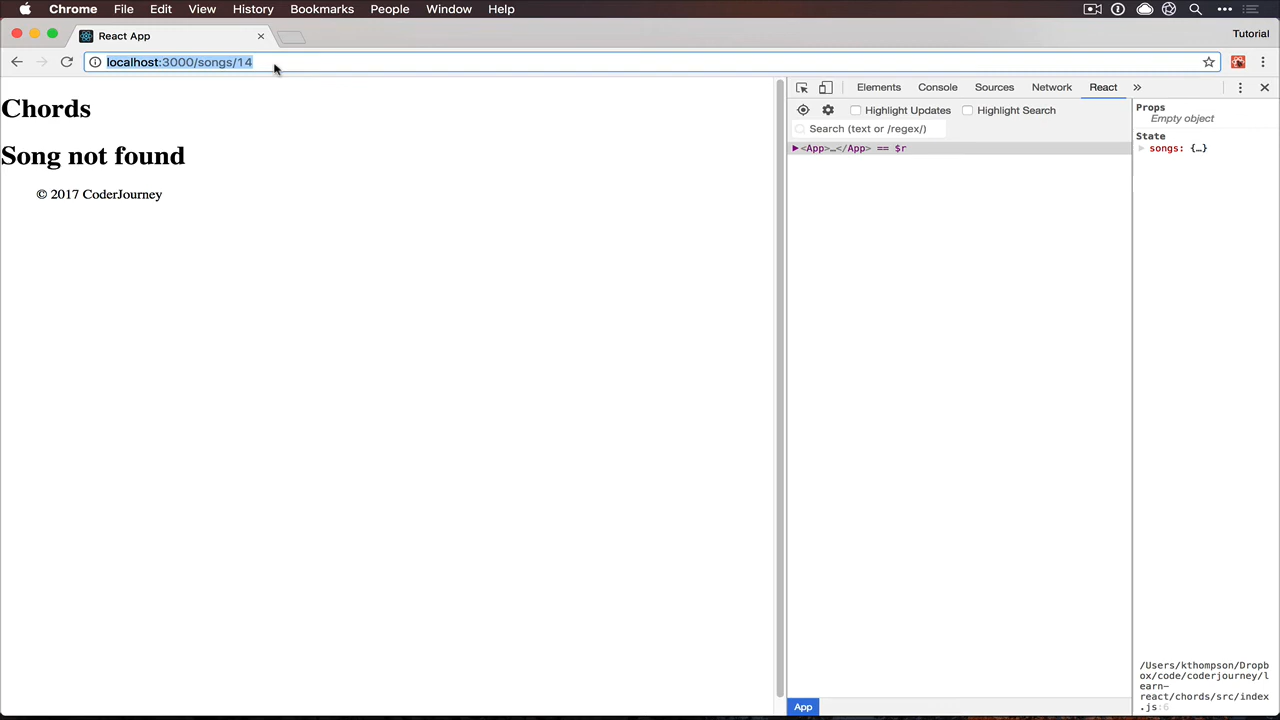 Chrome File Edit View History Bookmarks People Window Help
React App
Tutorial
localhost:3000/songs/14
Chords
Song not found
© 2017 CoderJourney
Elements Console Sources Network React
Highlight Updates Highlight Search
Search (text or /regex/)
▶<App>…</App> == $r
Props
Empty object
State
▶ songs: {…}
/Users/kthompson/Dropb
ox/code/coderjourney/l
earn-
react/chords/src/index
.js:6
App